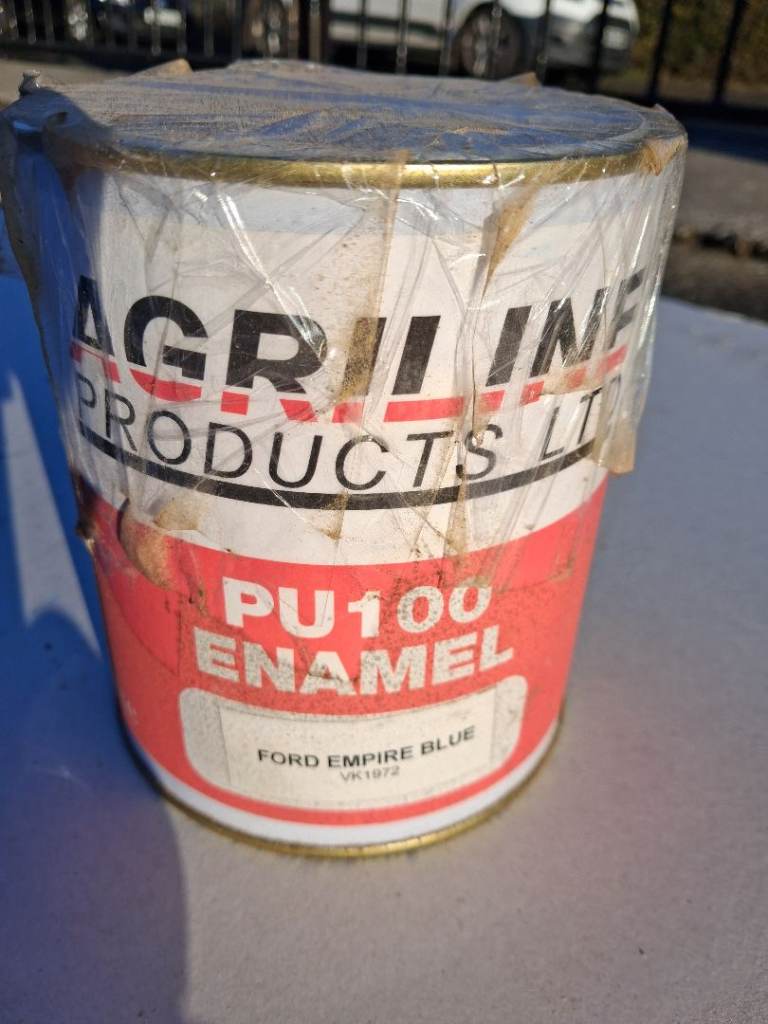 AGRILINE
PRODUCTS LTD
PU100
ENAMEL
FORD EMPIRE BLUE
VK1972